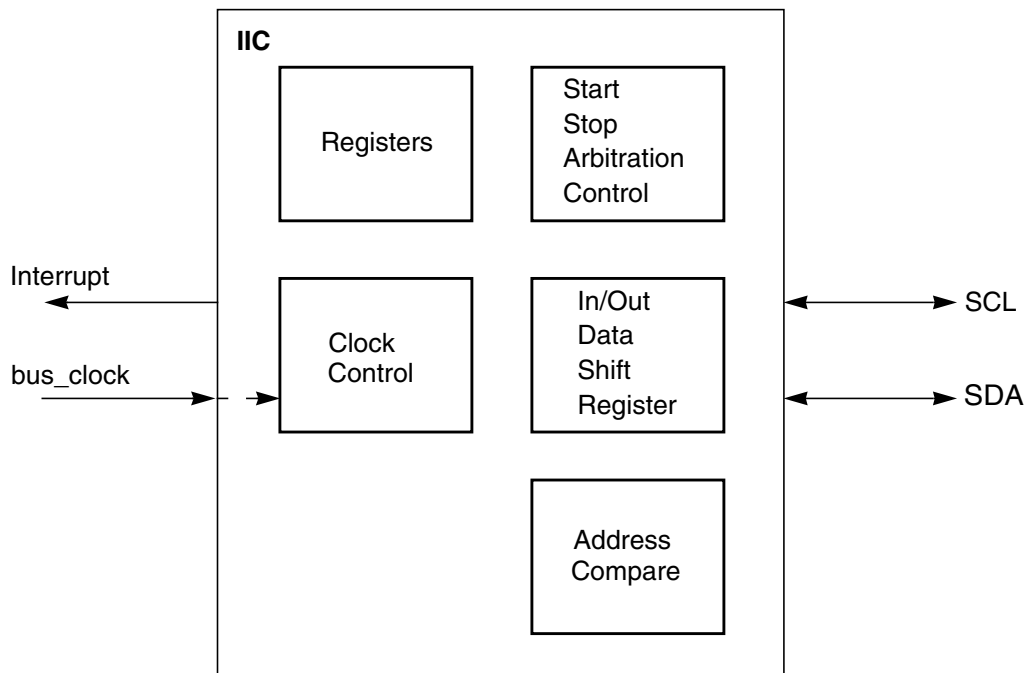 IIC
Registers
Start
Stop
Arbitration
Control
Interrupt
bus_clock
Clock
Control
In/Out
Data
Shift
Register
SCL
SDA
Address
Compare